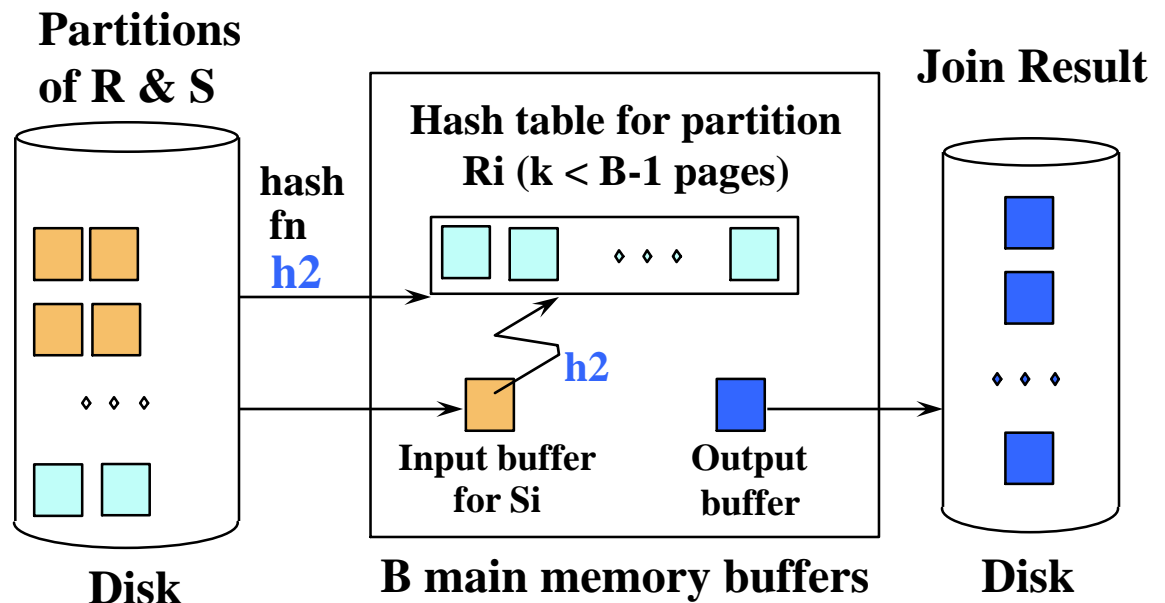 Partitions
of R & S
Join Result
Hash table for partition
Ri (k < B-1 pages)
hash
fn
h2
h2
Input buffer
for Si
Output
buffer
Disk
B main memory buffers
Disk